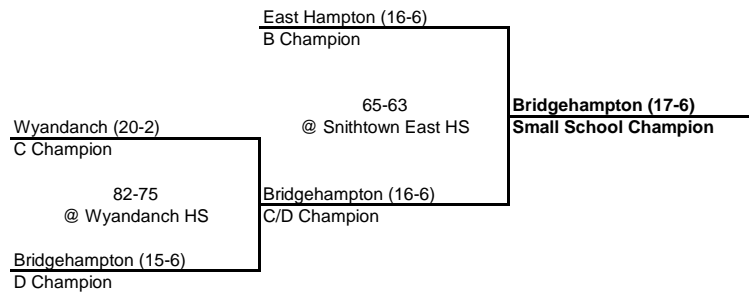 East Hampton (16-6)
B Champion
65-63
@ Snithtown East HS
Bridgehampton (17-6)
Small School Champion
Wyandanch (20-2)
C Champion
82-75
@ Wyandanch HS
Bridgehampton (16-6)
C/D Champion
Bridgehampton (15-6)
D Champion